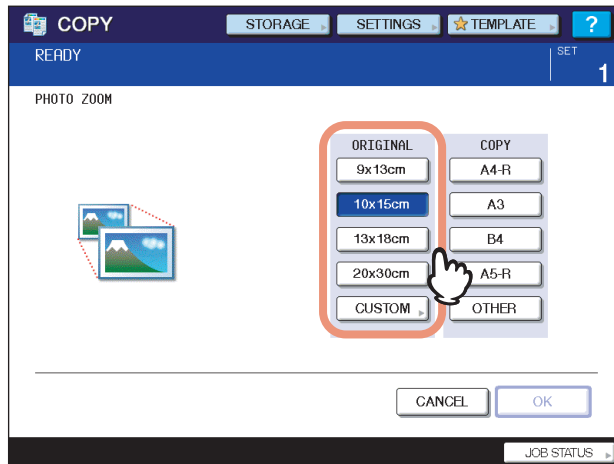 COPY STORAGE SETTINGS TEMPLATE ?
READY SET
1
PHOTO ZOOM
ORIGINAL COPY
9x13cm A4-R
10x15cm A3
13x18cm B4
20x30cm A5-R
CUSTOM OTHER
CANCEL OK
JOB STATUS